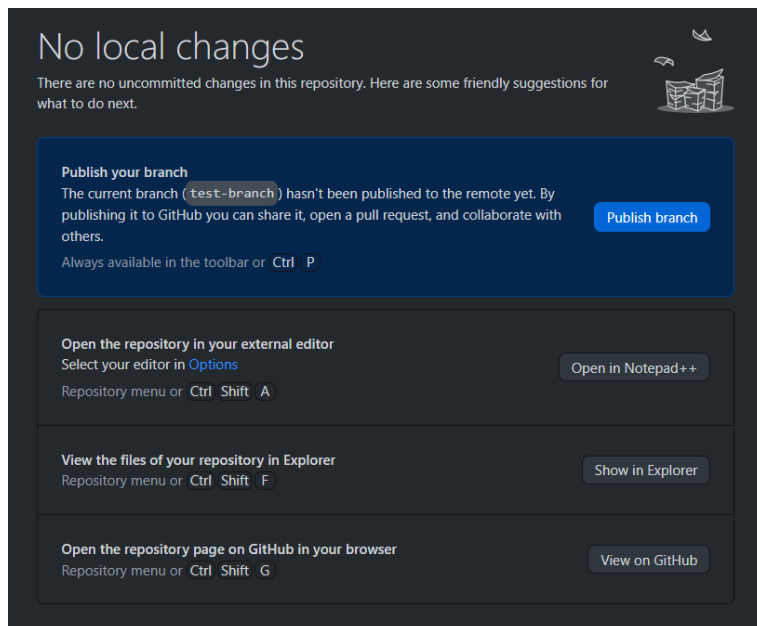 No local changes
There are no uncommitted changes in this repository. Here are some friendly suggestions for
what to do next.
Publish your branch
The current branch (test-branch) hasn't been published to the remote yet. By
publishing it to GitHub you can share it, open a pull request, and collaborate with
others.
Publish branch
Always available in the toolbar or Ctrl P
Open the repository in your external editor
Select your editor in Options
Repository menu or Ctrl Shift A
Open in Notepad++
View the files of your repository in Explorer
Repository menu or Ctrl Shift F
Show in Explorer
Open the repository page on GitHub in your browser
Repository menu or Ctrl Shift G
View on GitHub